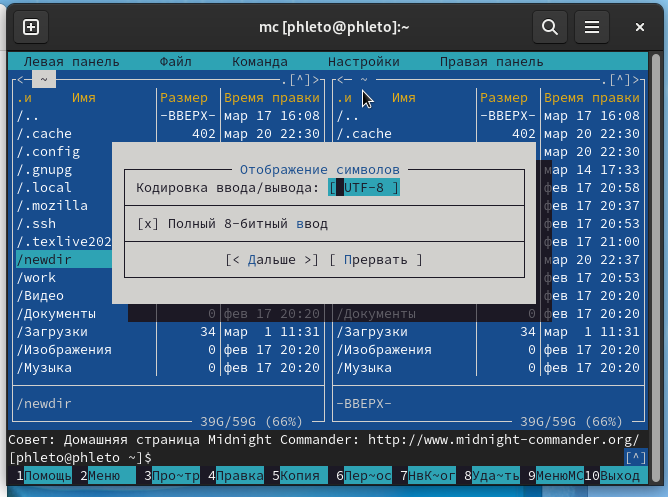 mc [phleto@phleto]:~
Левая панель Файл Команда Настройки Правая панель
<— ~ .[^]> <— ~ .[^]>
.и Имя Размер Время правки .и Имя Размер Время правки
/.. -ВВЕРХ- мар 17 16:08 /.. -ВВЕРХ- мар 17 16:08
/.cache 402 мар 20 22:30 /.cache 402 мар 20 22:30
/.config мар 20 22:30
/.gnupg мар 14 17:33
/.local фев 17 20:58
/.mozilla фев 17 20:37
/.ssh фев 17 20:53
/.texlive202 фев 17 21:00
/newdir мар 20 22:37
/work фев 17 20:53
/Видео фев 17 20:20
Отображение символов
Кодировка ввода/вывода: [ UTF-8 ]
[x] Полный 8-битный ввод
[< Дальше >] [ Прервать ]
/Документы 0 фев 17 20:20 /Документы 0 фев 17 20:20
/Загрузки 34 мар 1 11:31 /Загрузки 34 мар 1 11:31
/Изображения 0 фев 17 20:20 /Изображения 0 фев 17 20:20
/Музыка 0 фев 17 20:20 /Музыка 0 фев 17 20:20
/newdir -ВВЕРХ-
39G/59G (66%) 39G/59G (66%)
Совет: Домашняя страница Midnight Commander: http://www.midnight-commander.org/
[phleto@phleto ~]$ [^]
1Помощь 2Меню 3Про~тр 4Правка 5Копия 6Пер~ос 7НвК~ог 8Уда~ть 9МенюMC 10Выход